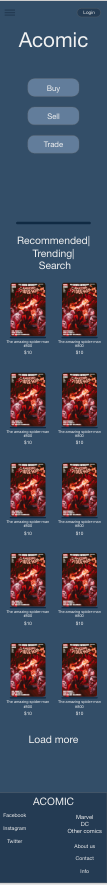 Login
Acomic
Buy
Sell
Trade
Recommended|
Trending|
Search
The amazing spider-man The amazing spider-man
#800 #800
$10 $10
The amazing spider-man The amazing spider-man
#800 #800
$10 $10
The amazing spider-man The amazing spider-man
#800 #800
$10 $10
The amazing spider-man The amazing spider-man
#800 #800
$10 $10
The amazing spider-man The amazing spider-man
#800 #800
$10 $10
Load more
ACOMIC
Facebook
Instagram
Twitter
Marvel
DC
Other comics
About us
Contact
Info